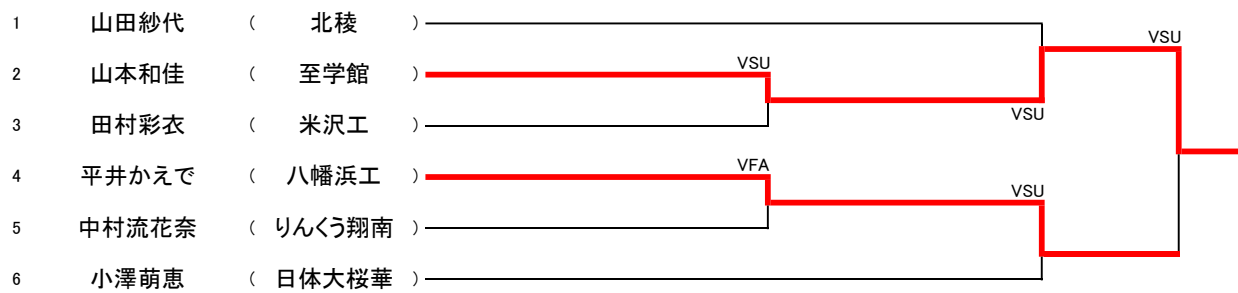 1 山田紗代 （ 北稜 ）
VSU
2 山本和佳 （ 至学館 ） VSU
VSU
3 田村彩衣 （ 米沢工 ）
4 平井かえで （ 八幡浜工 ） VFA
VSU
5 中村流花奈 （ りんくう翔南 ）
6 小澤萌恵 （ 日体大桜華 ）